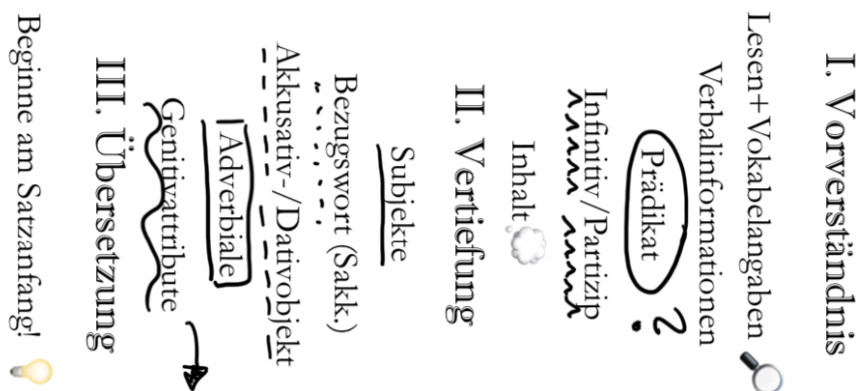 I. Vorverständnis
Lesen+Vokabelangaben
Verbalinformationen
Prädikat ?
Infinitiv/Partizip
Inhalt
II. Vertiefung
Subjekte
Bezugswort (Sakk.)
Akkusativ-/Dativobjekt
Adverbiale
Genitivattribute
III. Übersetzung
Beginne am Satzanfang!